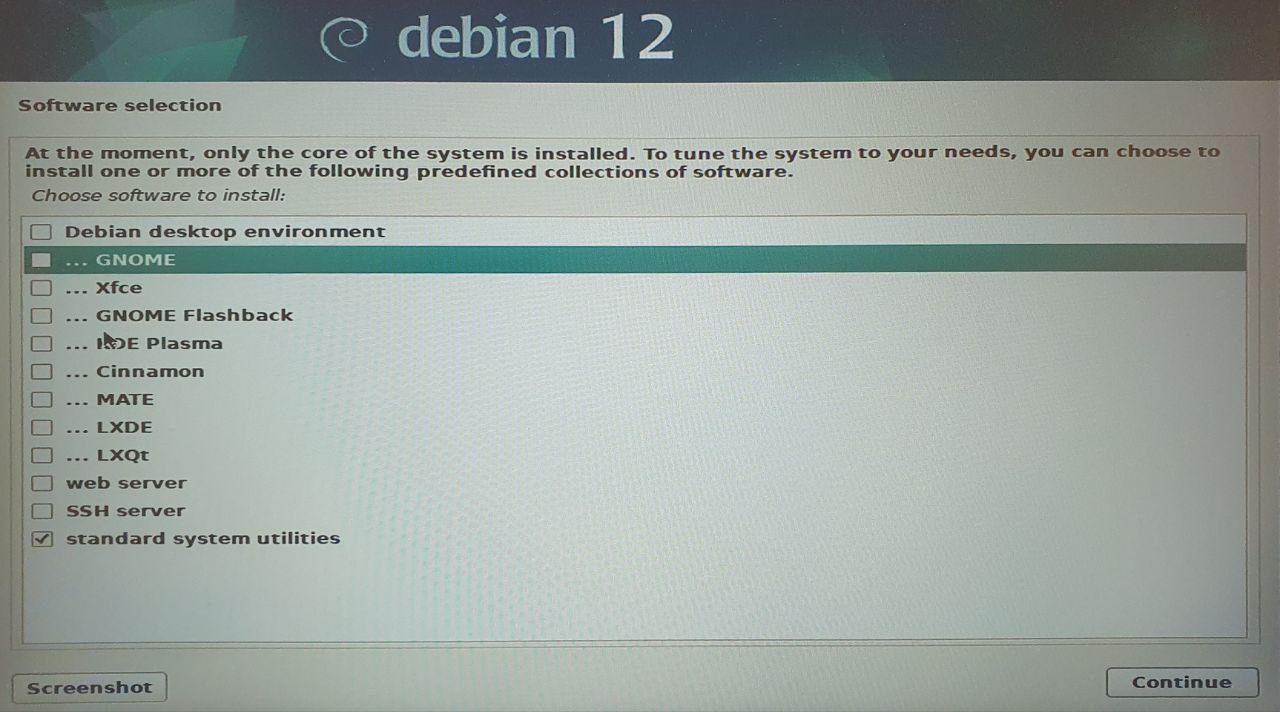 debian 12
Software selection
At the moment, only the core of the system is installed. To tune the system to your needs, you can choose to
install one or more of the following predefined collections of software.
Choose software to install:
Debian desktop environment
... GNOME
... Xfce
... GNOME Flashback
... KDE Plasma
... Cinnamon
... MATE
... LXDE
... LXQt
web server
SSH server
standard system utilities
Screenshot
Continue